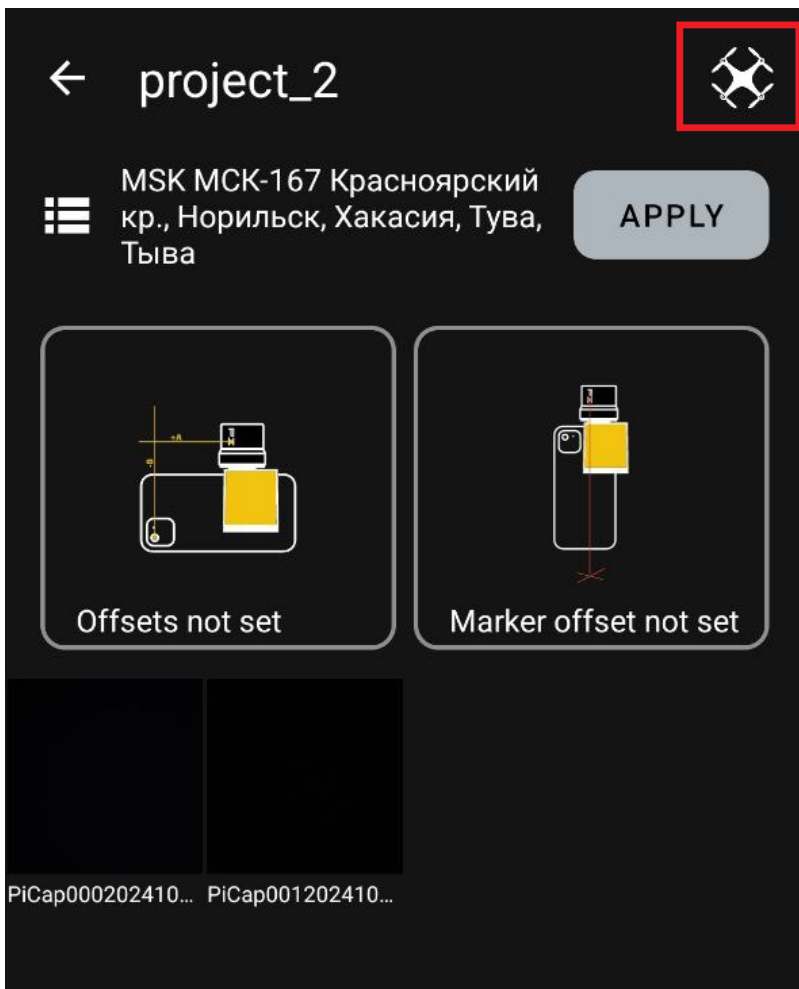 project_2
MSK МСК-167 Красноярский
кр., Норильск, Хакасия, Тува,
Тыва
APPLY
+A
Offsets not set
Marker offset not set
PiCap000202410…
PiCap001202410…